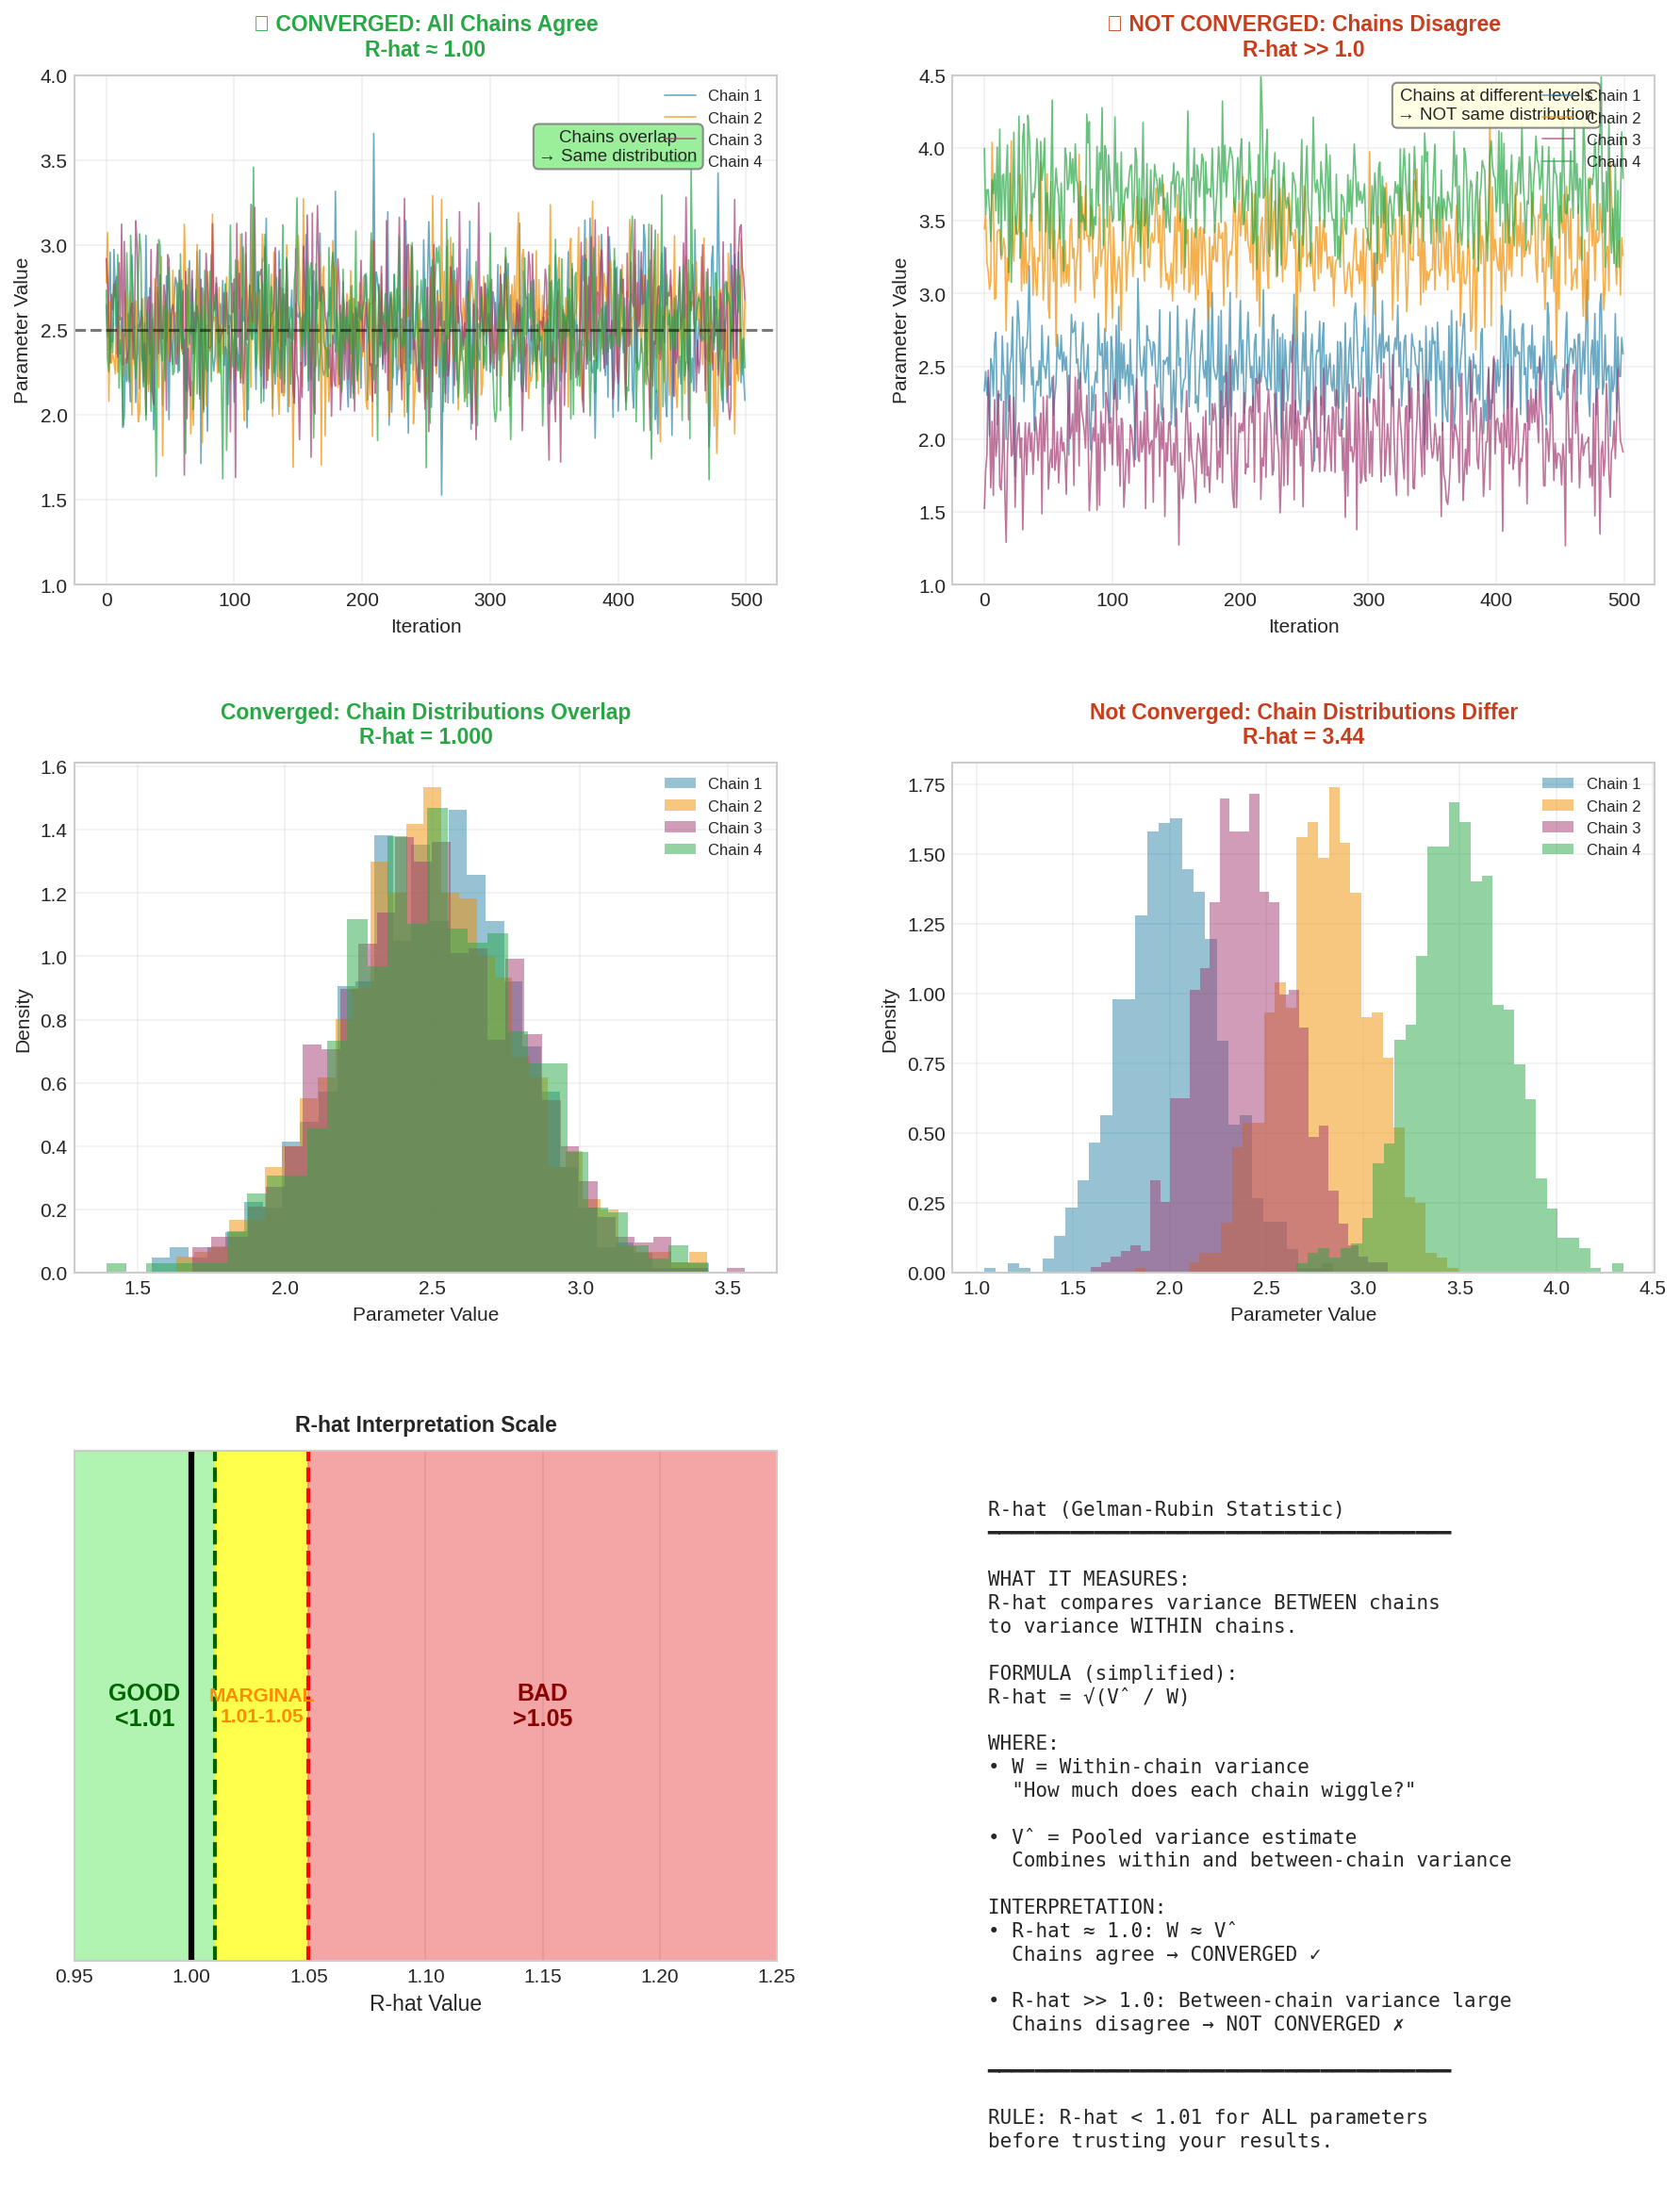 ▯ CONVERGED: All Chains Agree
R-hat ≈ 1.00
4.0
3.5
3.0
2.5
2.0
1.5
1.0
Parameter Value
Chain 1
Chain 2
Chain 3
Chain 4
Chains overlap
→ Same distribution
0
100
200
300
400
500
Iteration
▯ NOT CONVERGED: Chains Disagree
R-hat >> 1.0
4.5
4.0
3.5
3.0
2.5
2.0
1.5
1.0
Parameter Value
Chains at different levels
→ NOT same distribution
Chain 1
Chain 2
Chain 3
Chain 4
0
100
200
300
400
500
Iteration
Converged: Chain Distributions Overlap
R-hat = 1.000
1.6
1.4
1.2
1.0
0.8
0.6
0.4
0.2
0.0
Density
Chain 1
Chain 2
Chain 3
Chain 4
1.5
2.0
2.5
3.0
3.5
Parameter Value
Not Converged: Chain Distributions Differ
R-hat = 3.44
1.75
1.50
1.25
1.00
0.75
0.50
0.25
0.00
Density
Chain 1
Chain 2
Chain 3
Chain 4
1.0
1.5
2.0
2.5
3.0
3.5
4.0
4.5
Parameter Value
R-hat Interpretation Scale
GOOD
<1.01
MARGINAL
1.01-1.05
BAD
>1.05
0.95
1.00
1.05
1.10
1.15
1.20
1.25
R-hat Value
R-hat (Gelman-Rubin Statistic)
WHAT IT MEASURES:
R-hat compares variance BETWEEN chains
to variance WITHIN chains.
FORMULA (simplified):
R-hat = √(Vˆ / W)
WHERE:
• W = Within-chain variance
"How much does each chain wiggle?"
• Vˆ = Pooled variance estimate
Combines within and between-chain variance
INTERPRETATION:
• R-hat ≈ 1.0: W ≈ Vˆ
Chains agree → CONVERGED ✓
• R-hat >> 1.0: Between-chain variance large
Chains disagree → NOT CONVERGED ✗
RULE: R-hat < 1.01 for ALL parameters
before trusting your results.